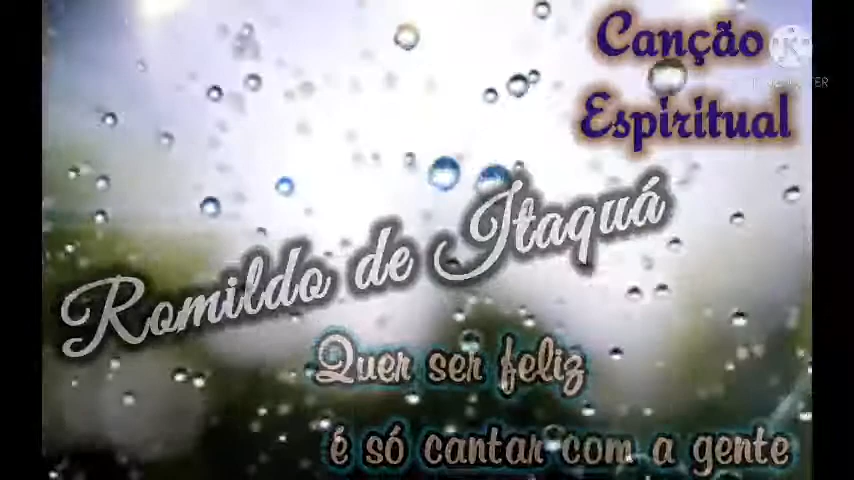 Canção
Espiritual
Romildo de Itaquá
Quer ser feliz
é só cantar com a gente